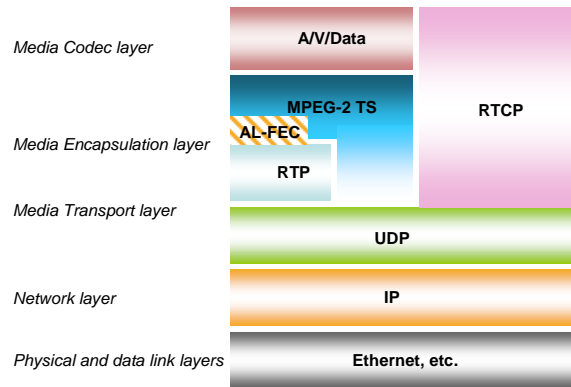 Media Codec layer
A/V/Data
MPEG-2 TS
RTCP
AL-FEC
Media Encapsulation layer
RTP
Media Transport layer
UDP
Network layer
IP
Physical and data link layers
Ethernet, etc.